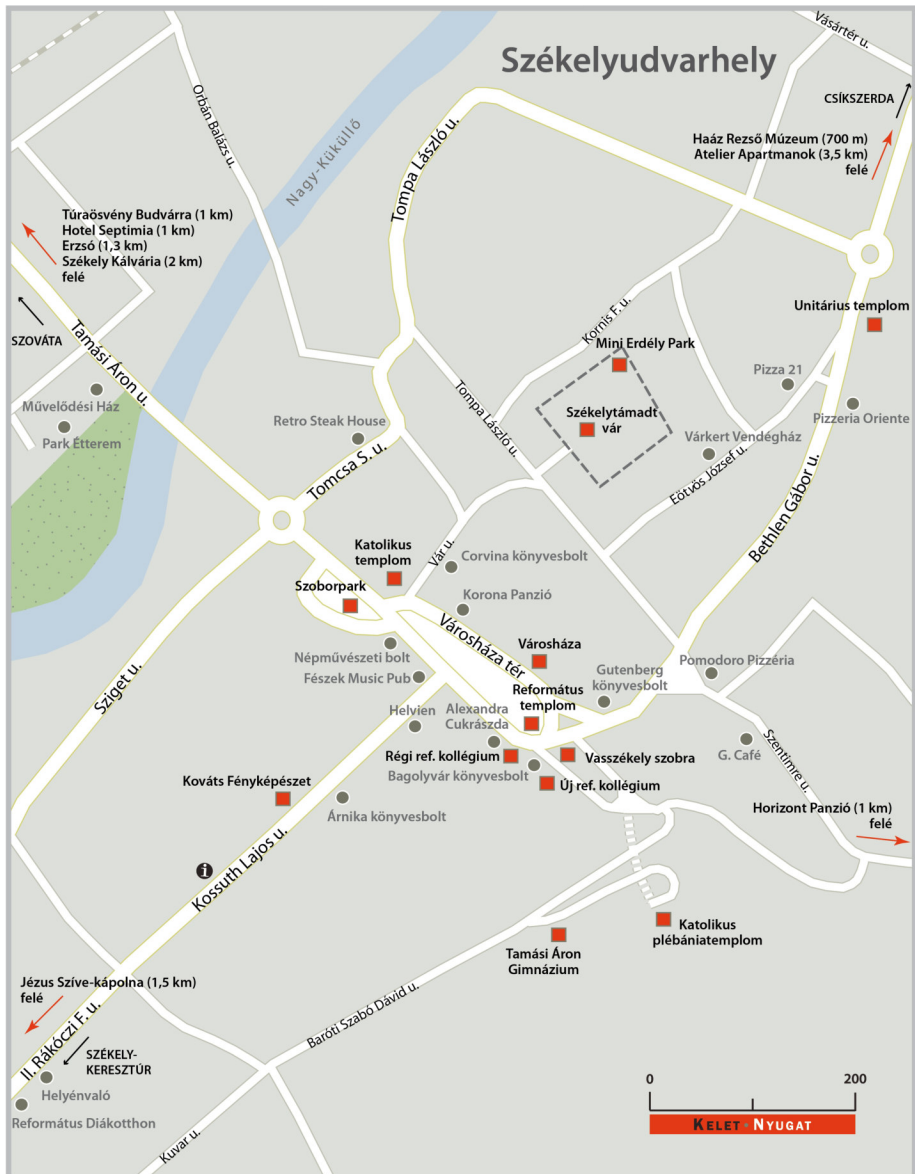 Székelyudvarhely
Vásártér u.
CSÍKSZERDA
Haáz Rezső Múzeum (700 m)
Atelier Apartmanok (3,5 km)
felé
Orbán Balázs u.
Nagy-Küküllő
Tompa László u.
Túraösvény Budvárra (1 km)
Hotel Septimia (1 km)
Erzsó (1,3 km)
Székely Kálvária (2 km)
felé
SZOVÁTA
Tamási Áron u.
Unitárius templom
Kornis F. u.
Mini Erdély Park
Pizza 21
Művelődési Ház
Park Étterem
Tompa László u.
Székelytámadt
vár
Pizzeria Oriente
Retro Steak House
Várkert Vendégház
Tomcsa S. u.
Eötvös József u.
Bethlen Gábor u.
Vár u.
Katolikus
templom
Corvina könyvesbolt
Szoborpark
Korona Panzió
Városháza tér
Városháza
Népművészeti bolt
Fészek Music Pub
Gutenberg
könyvesbolt
Pomodoro Pizzéria
Sziget u.
Református
templom
Helvien
Alexandra
Cukrászda
Régi ref. kollégium
Bagolyvár könyvesbolt
Vasszékely szobra
G. Café
Szentimre u.
Kováts Fényképészet
Új ref. kollégium
Árnika könyvesbolt
Horizont Panzió (1 km)
felé
i
Kossuth Lajos u.
Katolikus
plébániatemplom
Tamási Áron
Gimnázium
Jézus Szíve-kápolna (1,5 km)
felé
Baróti Szabó Dávid u.
II. Rákóczi F. u.
SZÉKELY-
KERESZTÚR
Helyénvaló
Református Diákotthon
Kuvar u.
0 200
KELET NYUGAT